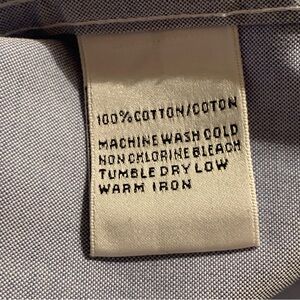 100% COTTON/COTON
MACHINE WASH COLD
NON CHLORINE BLEACH
TUMBLE DRY LOW
WARM IRON